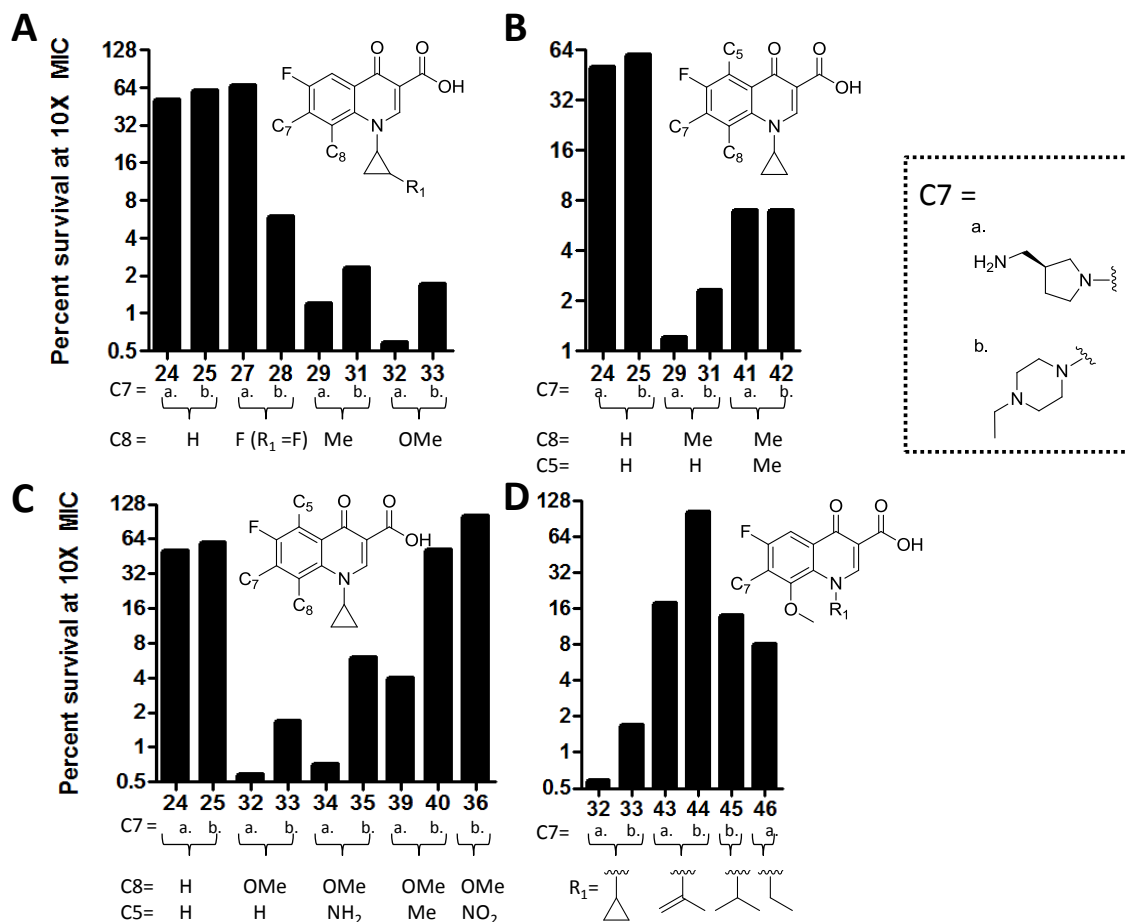 A
Percent survival at 10X MIC
128
64
32
16
8
4
2
1
0.5
O O
F OH
C7 N
C8
R1
24 25 27 28 29 31 32 33
C7 = a. b. a. b. a. b. a. b.
C8 = H F (R1 =F) Me OMe
B
64
32
16
8
4
2
1
C5 O O
F OH
C7 N
C8
24 25 29 31 41 42
a. b. a. b. a. b.
C8 H Me Me
C5 H H Me
C7 =
a.
H2N
N
b.
N
N
C
Percent survival at 10X MIC
128
64
32
16
8
4
2
1
0.5
C5 O O
F OH
C7 N
C8
24 25 32 33 34 35 39 40 36
C7 = a. b. a. b. a. b. a. b. b.
C8= H OMe OMe OMe OMe
C5= H H NH2 Me NO2
D
128
64
32
16
8
4
2
1
0.5
O O
F OH
C7 N
O R1
32 33 43 44 45 46
C7 = a. b. a. b. b. a.
R1=